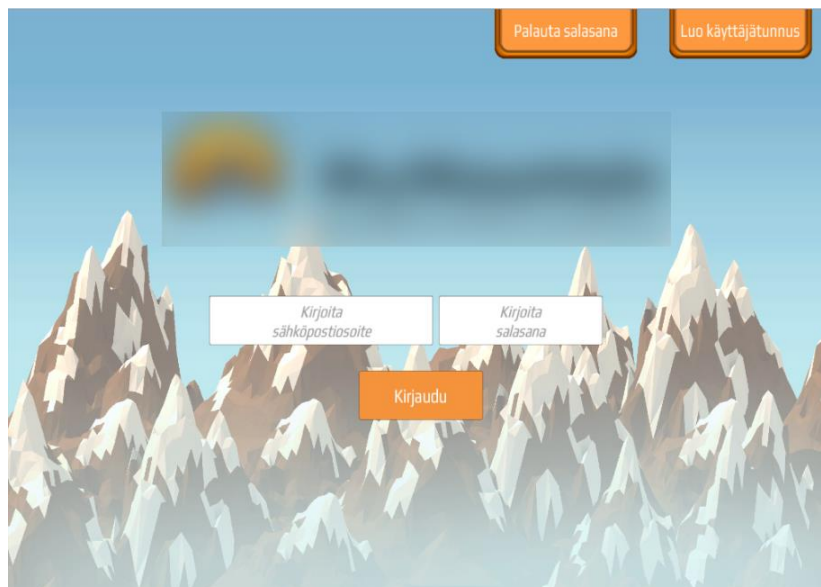 Palauta salasana
Luo käyttäjätunnus
Kirjoita
sähköpostiosoite
Kirjoita
salasana
Kirjaudu